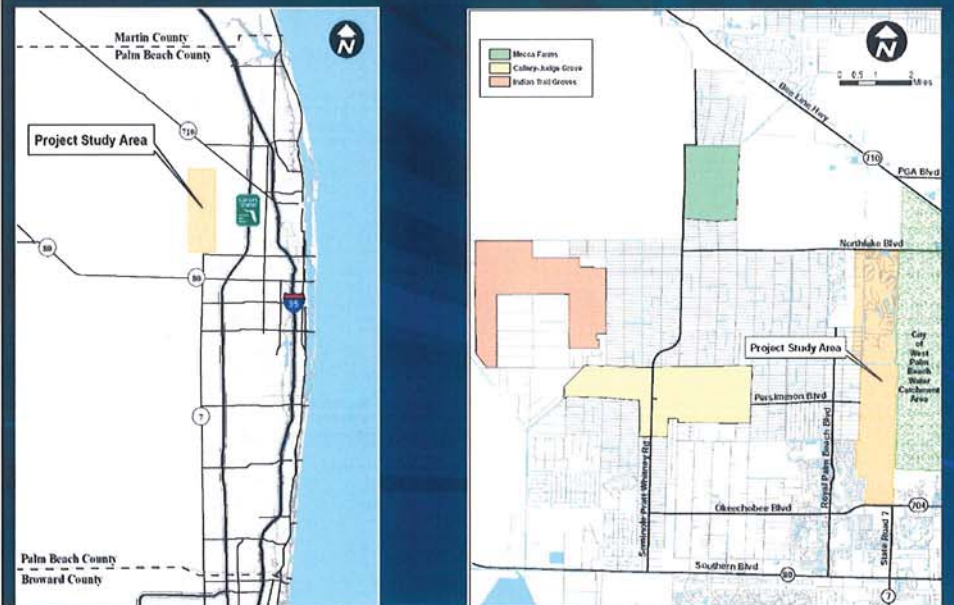 Martin County
Palm Beach County
N
710
Project Study Area
80
80
95
7
Palm Beach County
Broward County
Mecca Farms
Callery-Judge Grove
Indian Trail Groves
N
0 0.5 1 2
Miles
Bee Line Hwy
710
PGA Blvd
Northlake Blvd
Project Study Area
City
of
West
Palm
Beach
Water
Catchment
Area
Persimmon Blvd
Seminole Pratt Whitney Rd
Royal Palm Beach Blvd
Okeechobee Blvd
704
State Road 7
Southern Blvd
80
7